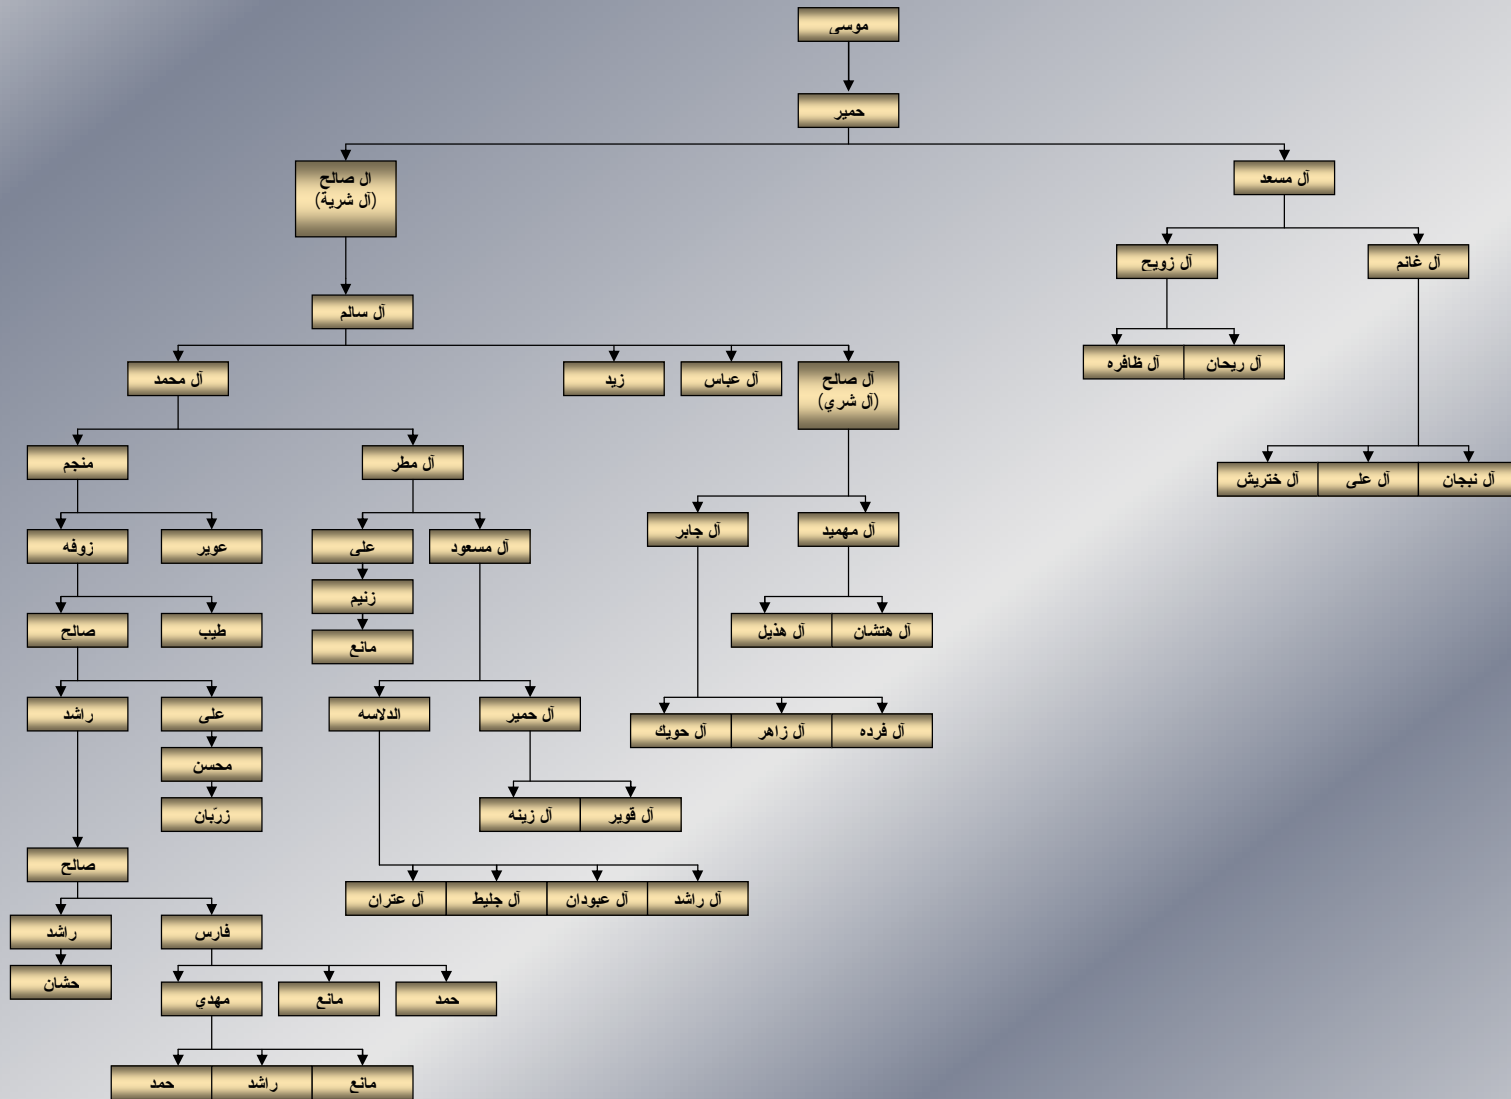 موسى
حمير
آل مسعد
ال صالح
(آل شرية)
آل غانم
آل زويح
آل سالم
آل ريحان
آل ظافره
آل صالح
(آل شري)
آل عباس
زيد
آل محمد
آل نبجان
آل على
آل ختريش
آل مطر
منجم
آل مهميد
آل جابر
آل مسعود
على
عوير
زوفه
زنيم
آل هتشان
آل هذيل
مانع
طيب
صالح
آل حمير
الدلاسه
على
راشد
آل فرده
آل زاهر
آل حويك
محسن
آل قوير
آل زينه
زرّبان
صالح
آل راشد
آل عبودان
آل جليط
آل عتران
فارس
راشد
حشان
حمد
مانع
مهدي
مانع
راشد
حمد